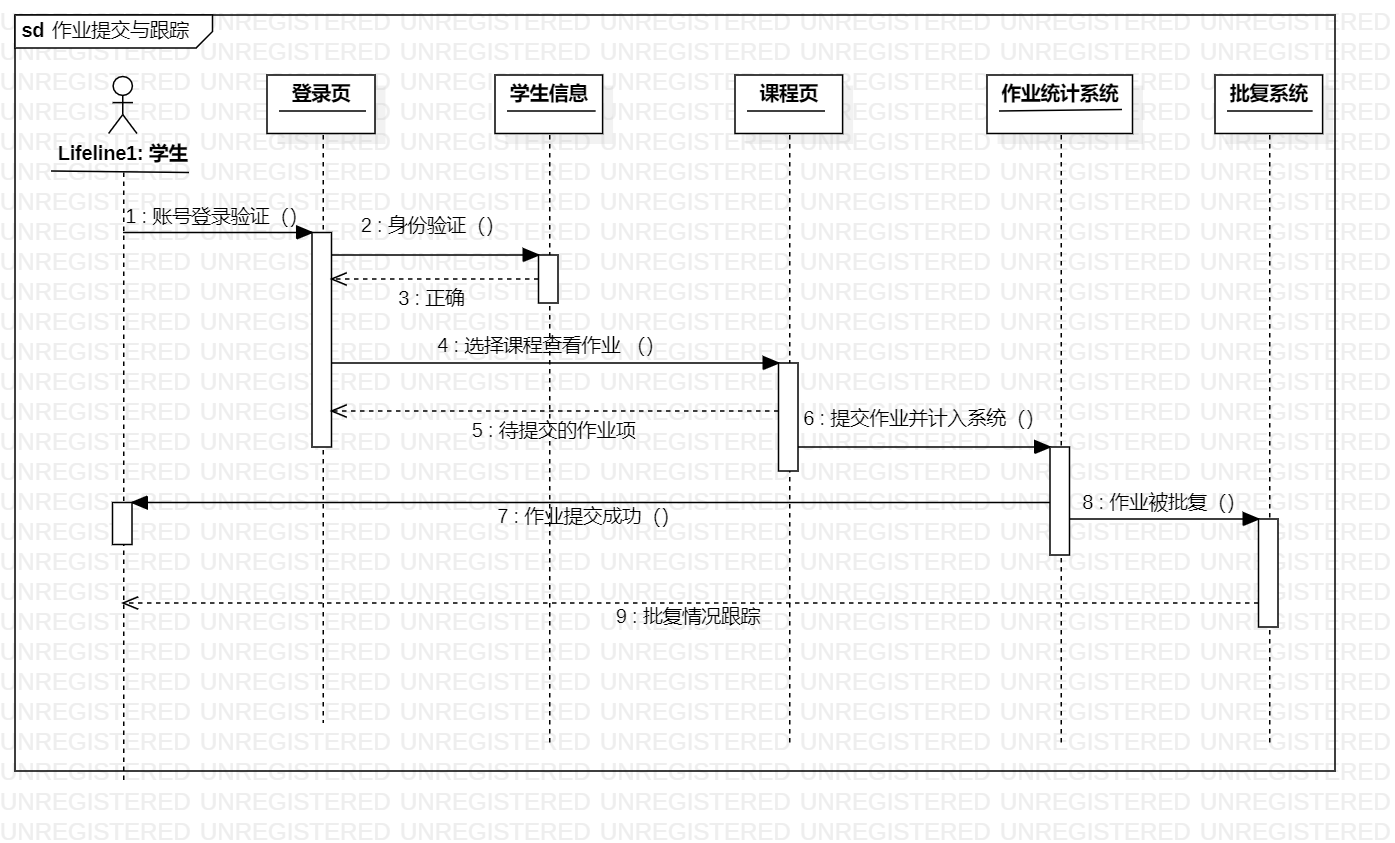 sd 作业提交与跟踪
登录页
学生信息
课程页
作业统计系统
批复系统
Lifeline1: 学生
1 : 账号登录验证（）
2 : 身份验证（）
3 : 正确
4 : 选择课程查看作业 （）
5 : 待提交的作业项
6 : 提交作业并计入系统（）
7 : 作业提交成功（）
8 : 作业被批复（）
9 : 批复情况跟踪
UNREGISTERED